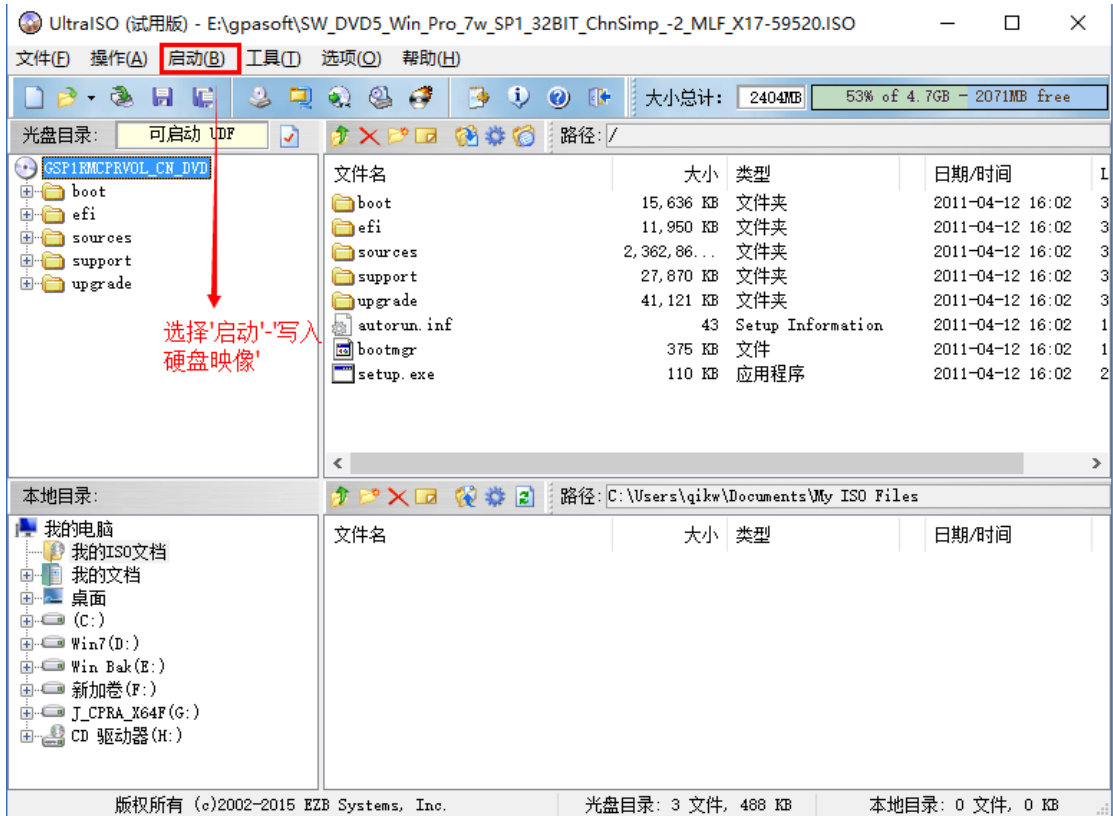 UltraISO (试用版) - E:\gpasoft\SW_DVD5_Win_Pro_7w_SP1_32BIT_ChnSimp_-2_MLF_X17-59520.ISO
文件(F) 操作(A) 启动(B) 工具(T) 选项(O) 帮助(H)
大小总计: 2404MB 53% of 4.7GB - 2071MB free
光盘目录: 可启动 UDF 路径: /
GSP1RMCPRVOL_CN_DVD
boot
efi
sources
support
upgrade
选择'启动'-'写入
硬盘映像'
文件名 大小 类型 日期/时间 L
boot 15,636 KB 文件夹 2011-04-12 16:02 3
efi 11,950 KB 文件夹 2011-04-12 16:02 3
sources 2,362,86... 文件夹 2011-04-12 16:02 3
support 27,870 KB 文件夹 2011-04-12 16:02 3
upgrade 41,121 KB 文件夹 2011-04-12 16:02 3
autorun.inf 43 Setup Information 2011-04-12 16:02 1
bootmgr 375 KB 文件 2011-04-12 16:02 1
setup.exe 110 KB 应用程序 2011-04-12 16:02 2
本地目录: 路径: C:\Users\qikw\Documents\My ISO Files
我的电脑
我的ISO文档
我的文档
桌面
(C:)
Win7(D:)
Win Bak(E:)
新加卷(F:)
J_CPRA_X64F(G:)
CD 驱动器(H:)
文件名 大小 类型 日期/时间
版权所有 (c)2002-2015 EZB Systems, Inc. 光盘目录: 3 文件, 488 KB 本地目录: 0 文件, 0 KB